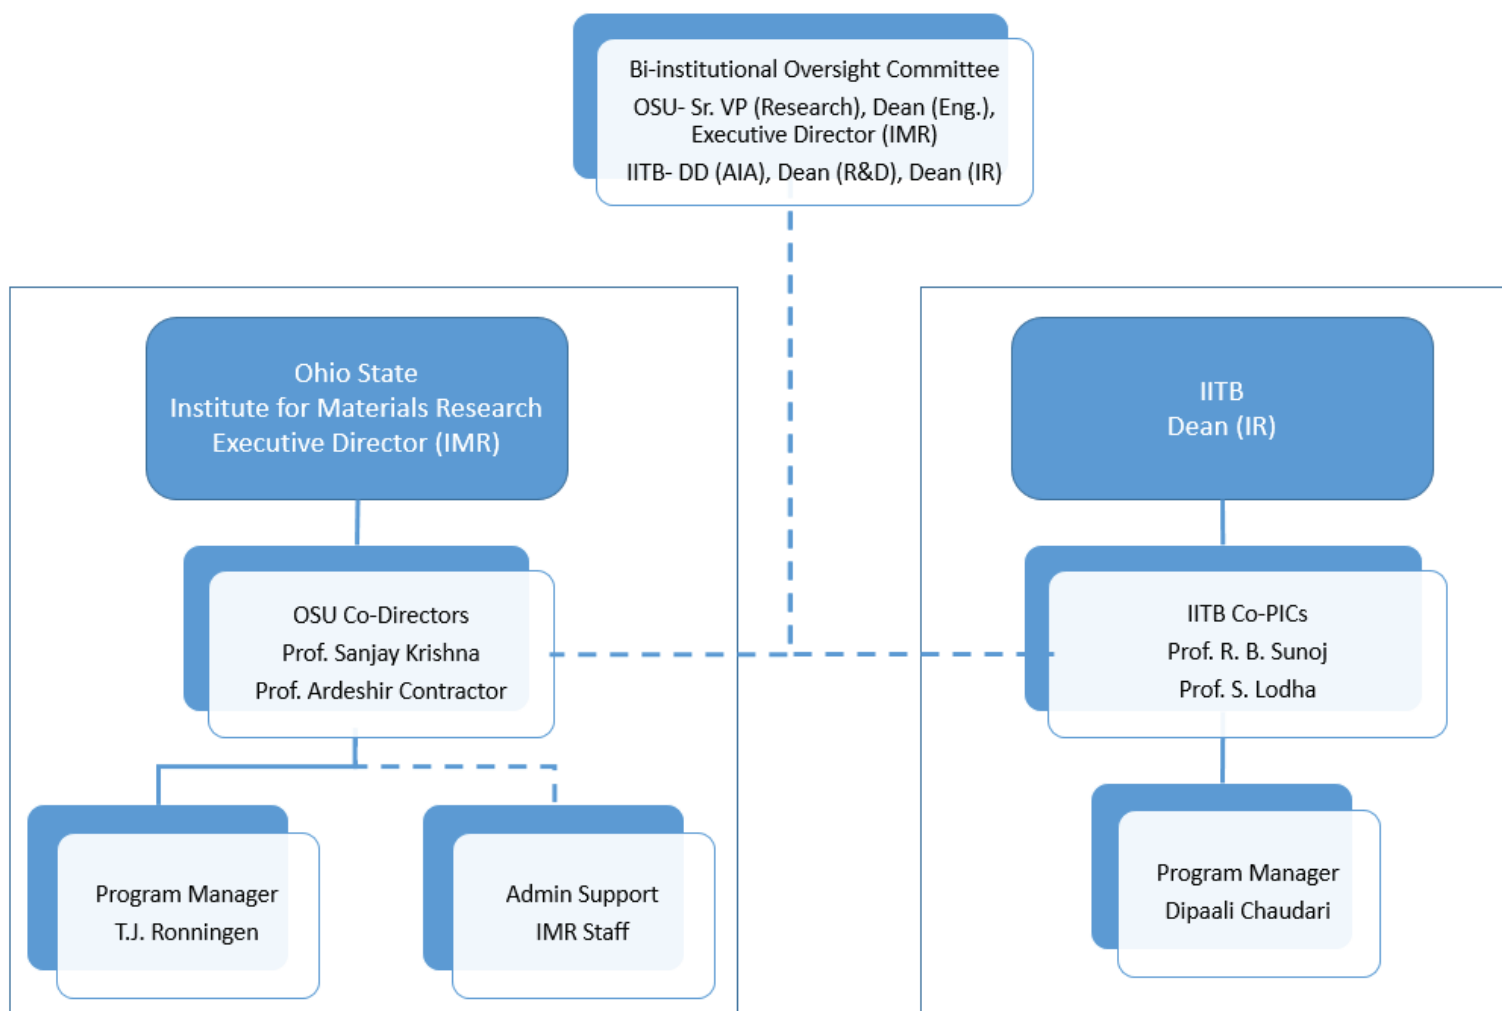 Bi-institutional Oversight Committee
OSU- Sr. VP (Research), Dean (Eng.),
Executive Director (IMR)
IITB- DD (AIA), Dean (R&D), Dean (IR)
Ohio State
Institute for Materials Research
Executive Director (IMR)
IITB
Dean (IR)
OSU Co-Directors
Prof. Sanjay Krishna
Prof. Ardeshir Contractor
IITB Co-PICs
Prof. R. B. Sunoj
Prof. S. Lodha
Program Manager
T.J. Ronningen
Admin Support
IMR Staff
Program Manager
Dipaali Chaudari